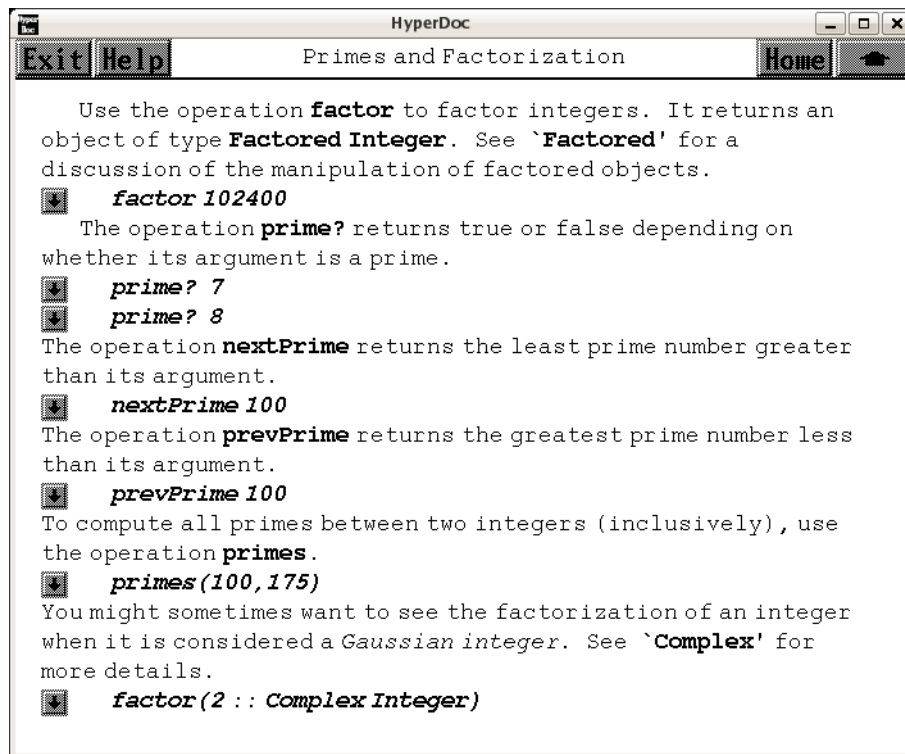 Hyper Doc
HyperDoc
Exit Help Primes and Factorization Home
Use the operation factor to factor integers. It returns an
object of type Factored Integer. See `Factored' for a
discussion of the manipulation of factored objects.
factor 102400
The operation prime? returns true or false depending on
whether its argument is a prime.
prime? 7
prime? 8
The operation nextPrime returns the least prime number greater
than its argument.
nextPrime 100
The operation prevPrime returns the greatest prime number less
than its argument.
prevPrime 100
To compute all primes between two integers (inclusively), use
the operation primes.
primes(100,175)
You might sometimes want to see the factorization of an integer
when it is considered a Gaussian integer. See `Complex' for
more details.
factor(2 :: Complex Integer)